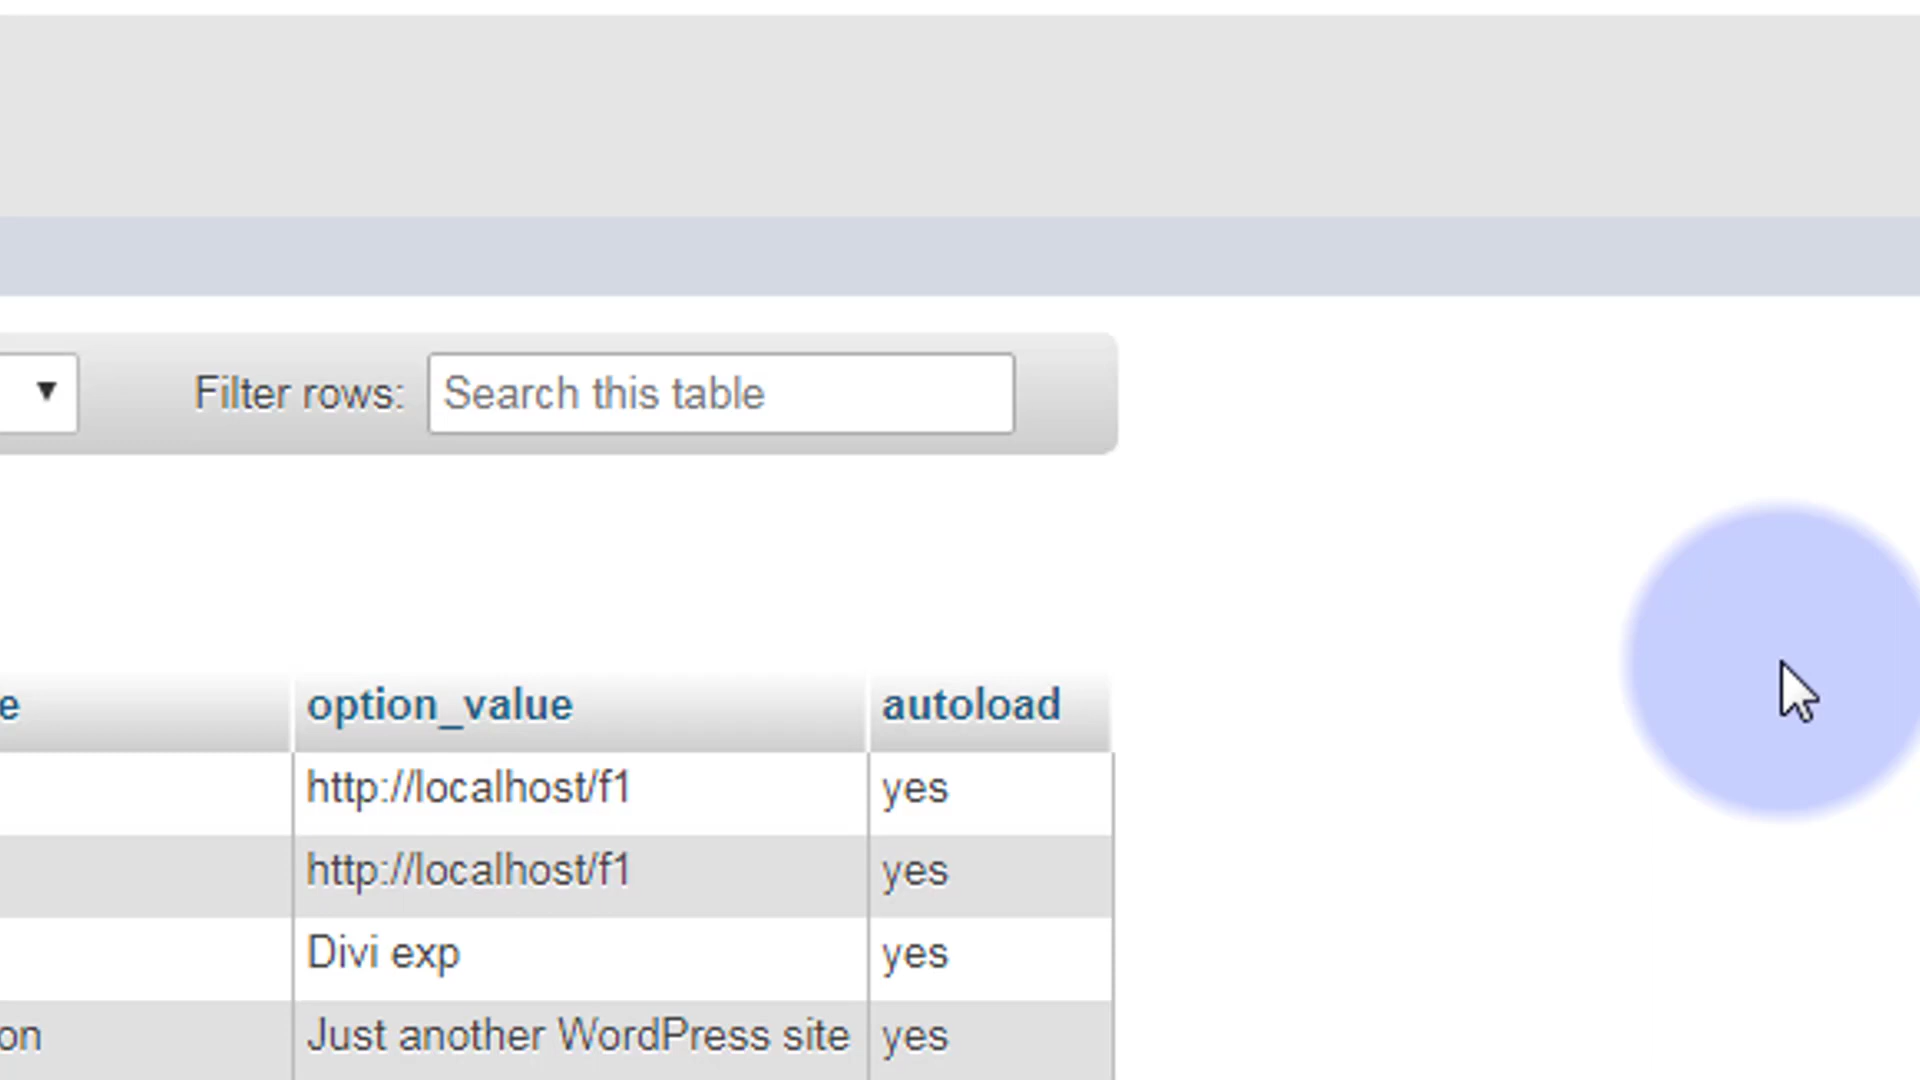 Filter rows: Search this table
e option_value autoload
http://localhost/f1 yes
http://localhost/f1 yes
Divi exp yes
on Just another WordPress site yes